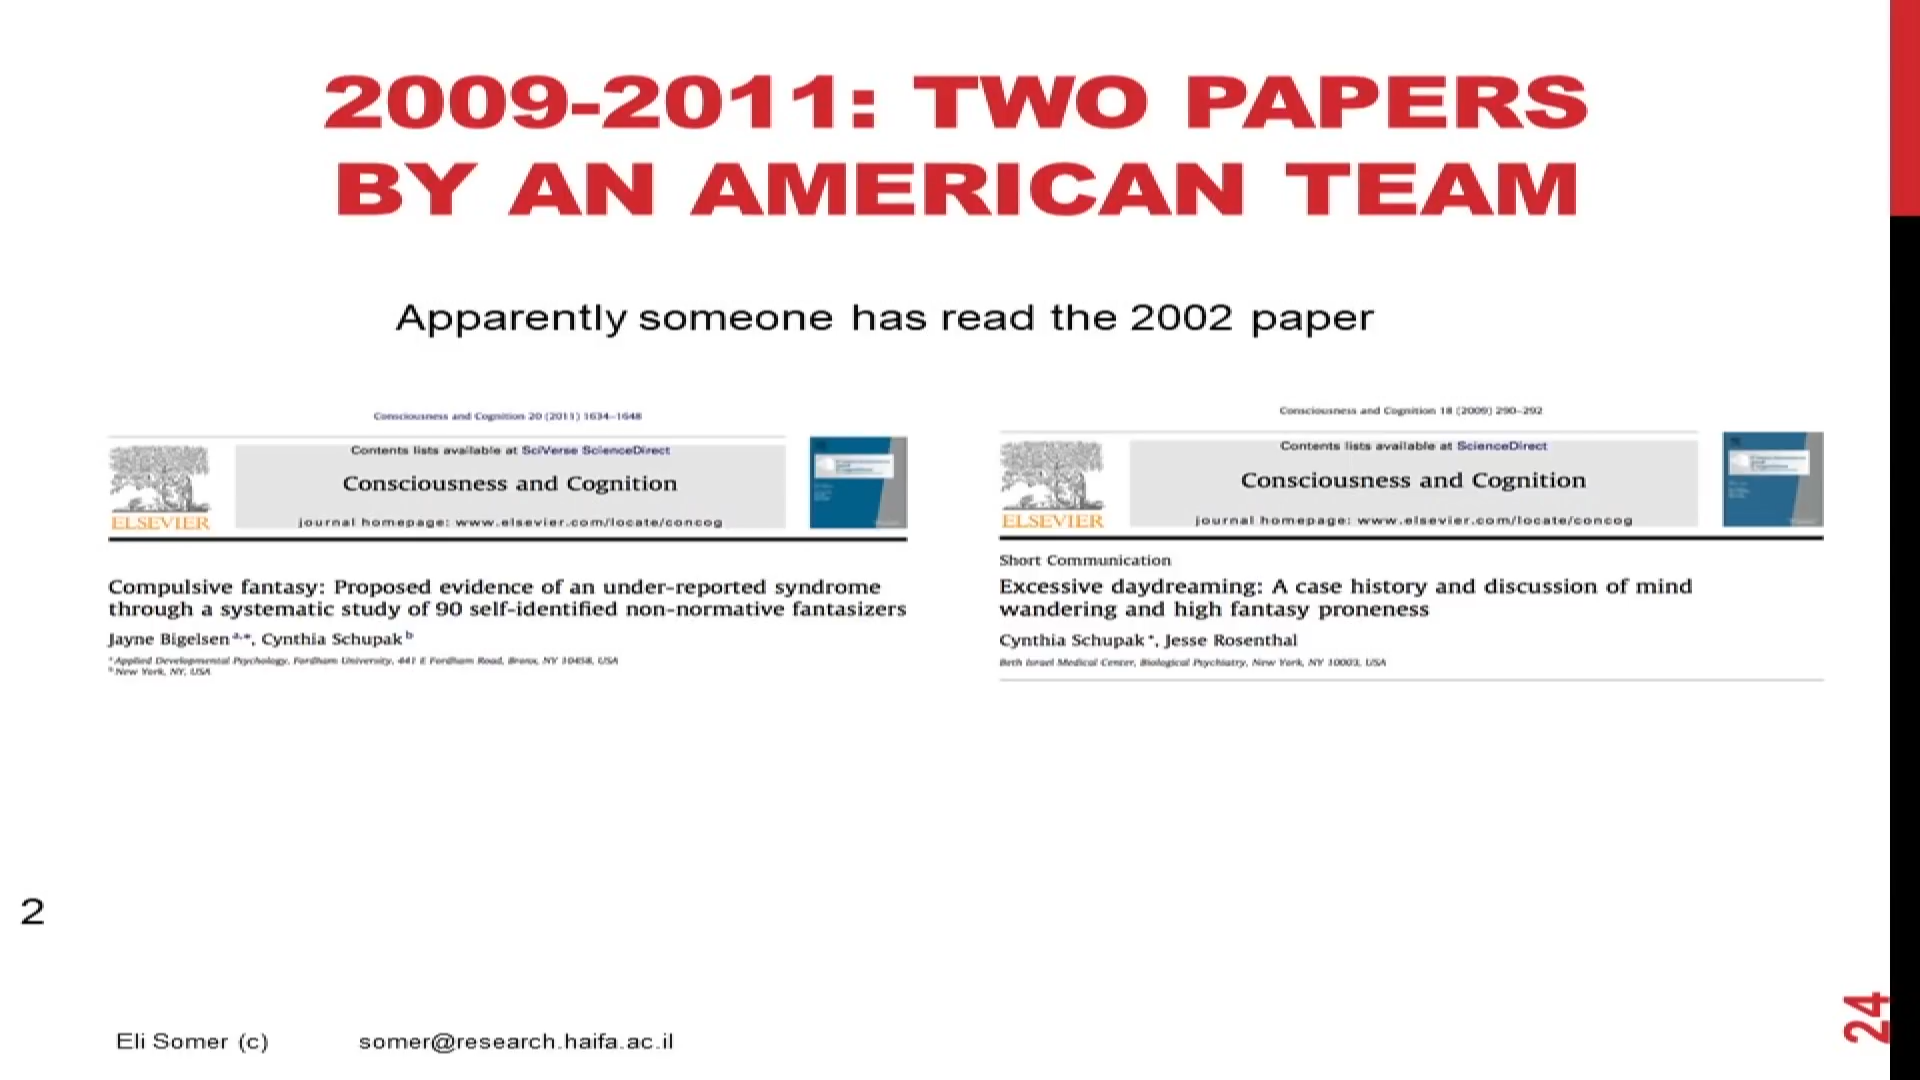 2009-2011: TWO PAPERS
BY AN AMERICAN TEAM
Apparently someone has read the 2002 paper
Consciousness and Cognition 20 (2011) 1634–1648
Contents lists available at SciVerse ScienceDirect
Consciousness and Cognition
journal homepage: www.elsevier.com/locate/concog
ELSEVIER
Compulsive fantasy: Proposed evidence of an under-reported syndrome
through a systematic study of 90 self-identified non-normative fantasizers
Jayne Bigelsen a,*, Cynthia Schupak b
a Applied Developmental Psychology, Fordham University, 441 E Fordham Road, Bronx, NY 10458, USA
b New York, NY, USA
Consciousness and Cognition 18 (2009) 290–292
Contents lists available at ScienceDirect
Consciousness and Cognition
journal homepage: www.elsevier.com/locate/concog
ELSEVIER
Short Communication
Excessive daydreaming: A case history and discussion of mind
wandering and high fantasy proneness
Cynthia Schupak *, Jesse Rosenthal
Beth Israel Medical Center, Biological Psychiatry, New York, NY 10003, USA
2
Eli Somer (c) somer@research.haifa.ac.il
24